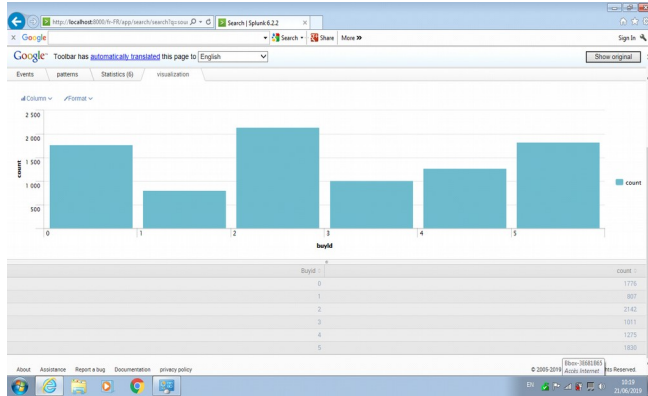 http://localhost:8000/fr-FR/app/search/search?q=sour
Search | Splunk 6.2.2
x Google
Search
Share
More >>
Sign In
Google Toolbar has automatically translated this page to English
Show original
Events
patterns
Statistics (6)
visualization
Column
Format
2 500
2 000
1 500
1 000
500
count
0 1 2 3 4 5
buyId
count
BuyId count
0 1776
1 807
2 2142
3 1011
4 1275
5 1830
About Assistance Report a bug Documentation privacy policy
© 2005-2019
Accès Internet
hts Reserved.
EN
10:19
21/06/2019